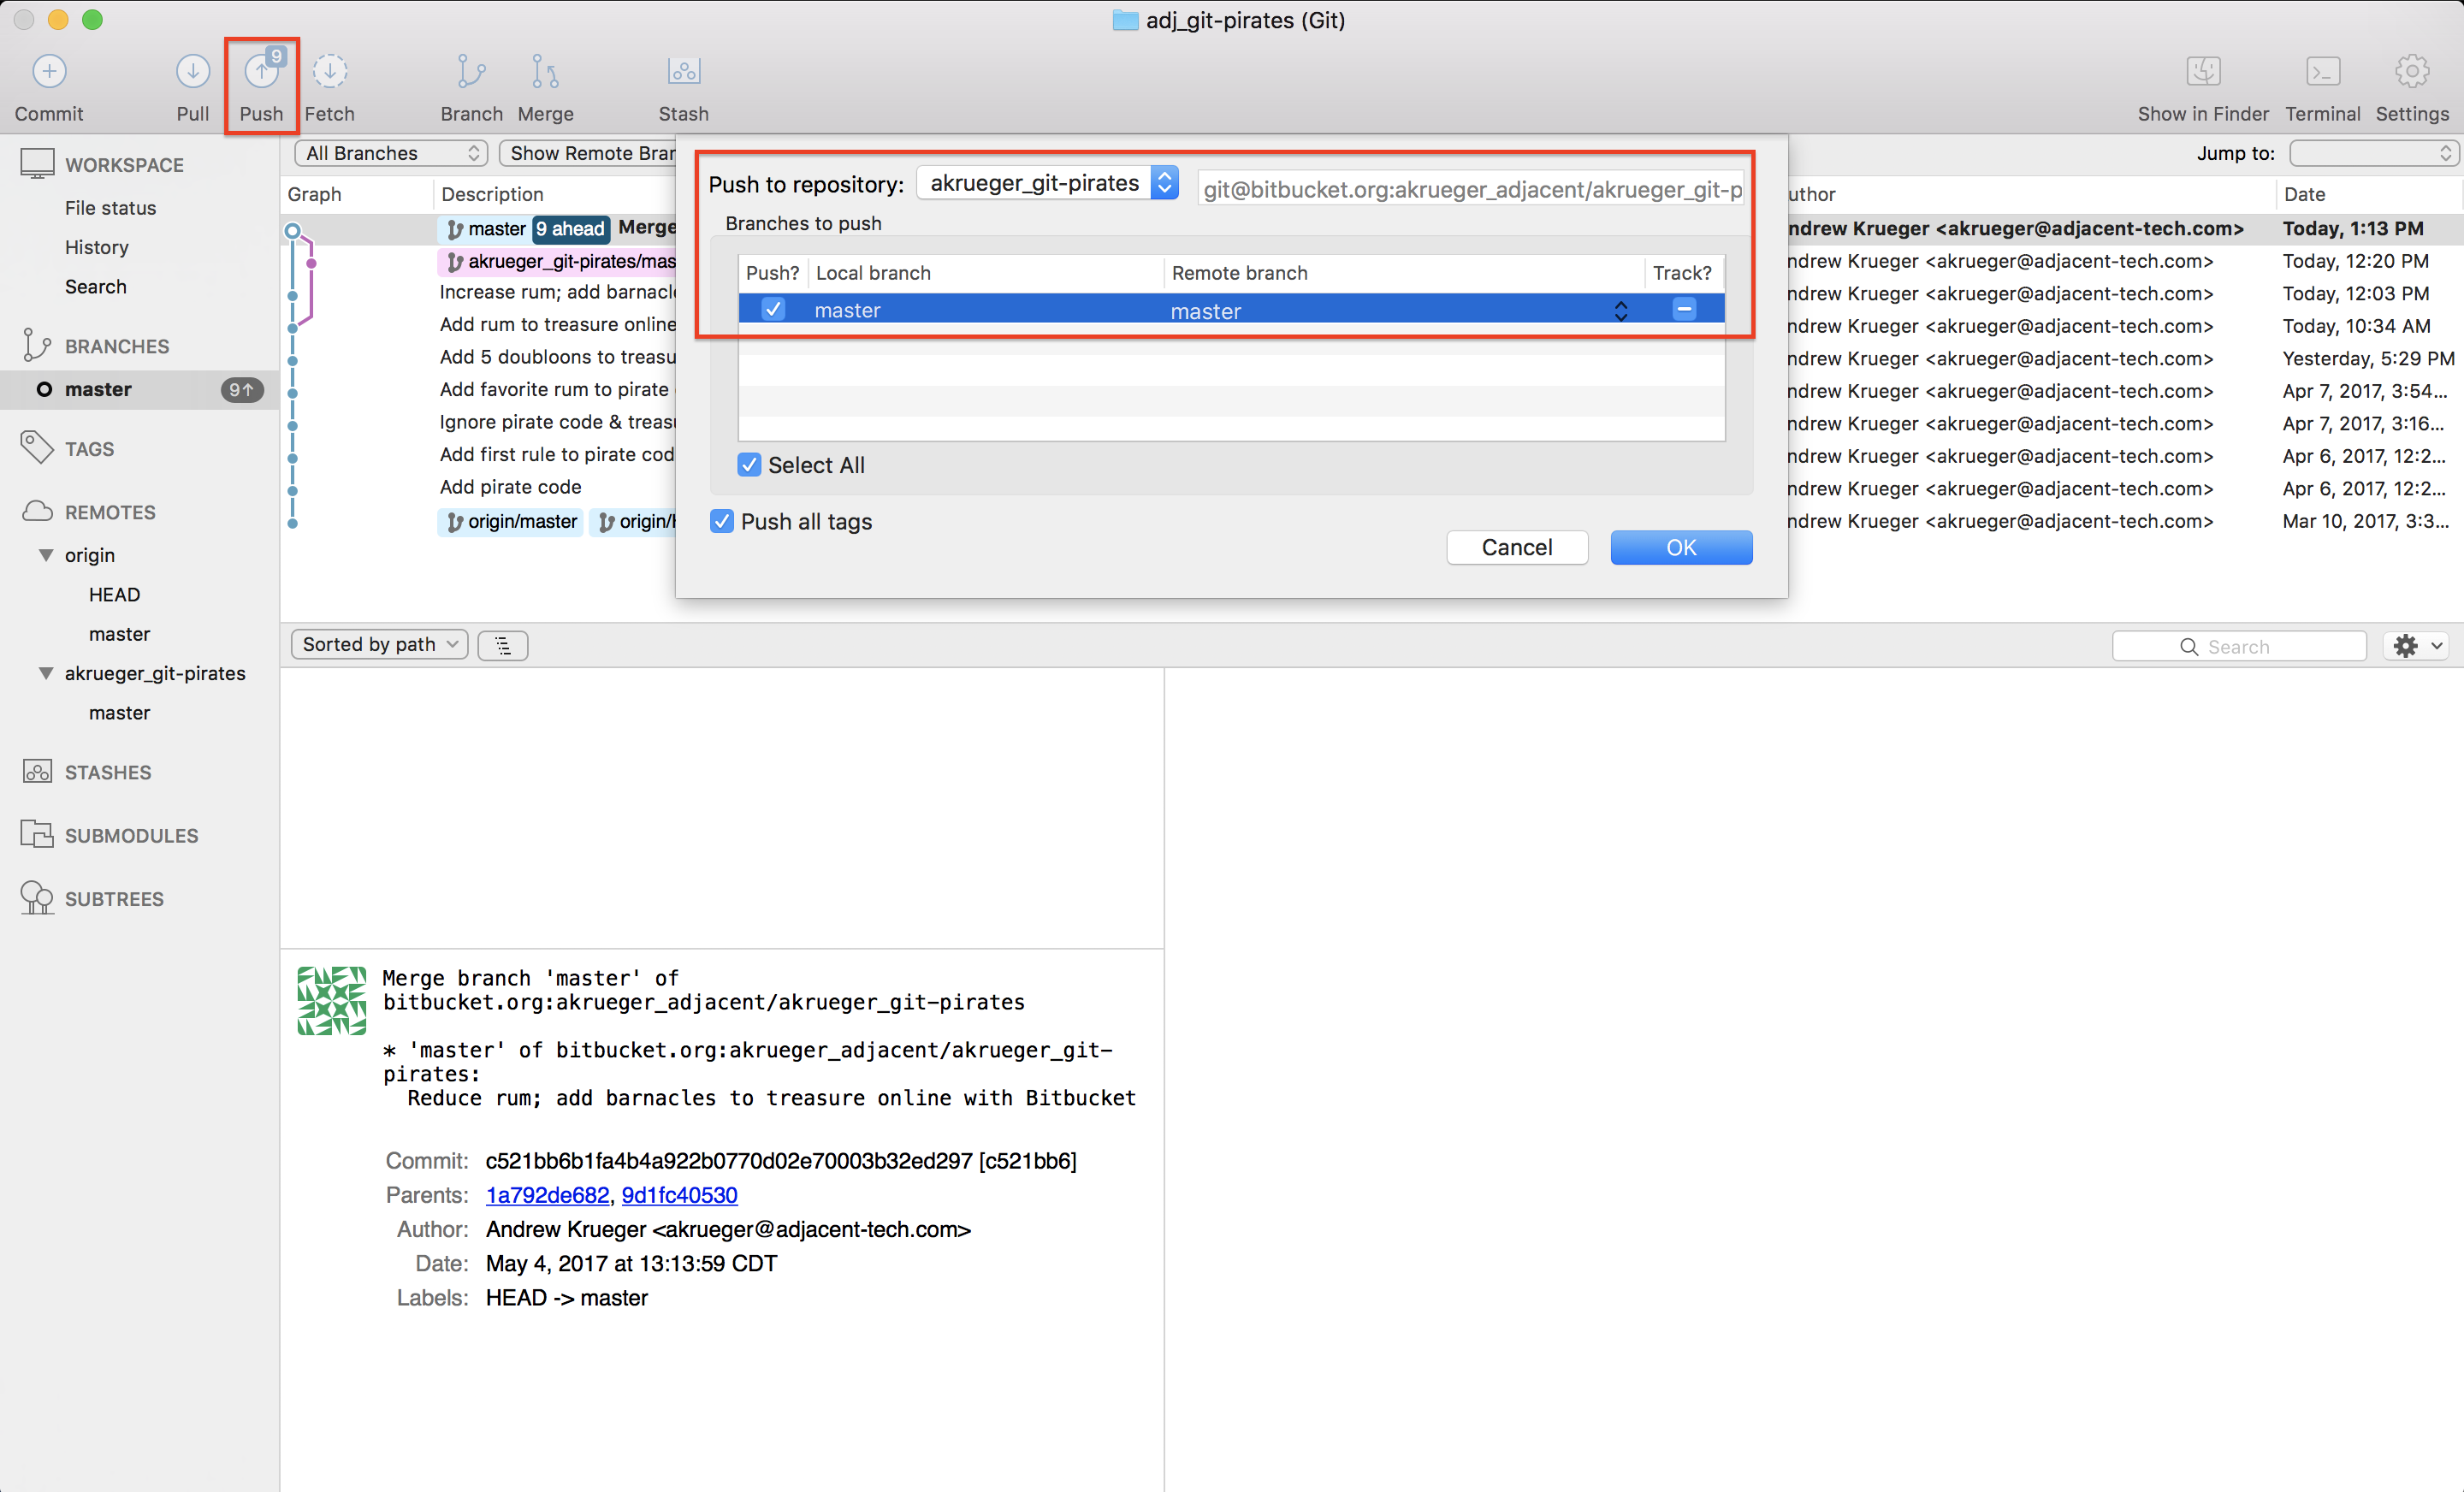 adj_git-pirates (Git)
9
Commit Pull Push Fetch Branch Merge Stash Show in Finder Terminal Settings
WORKSPACE
File status
History
Search
BRANCHES
master 9↑
TAGS
REMOTES
origin
HEAD
master
akrueger_git-pirates
master
STASHES
SUBMODULES
SUBTREES
All Branches Show Remote Bran Jump to:
Graph Description uthor Date
master 9 ahead Merge ndrew Krueger <akrueger@adjacent-tech.com> Today, 1:13 PM
akrueger_git-pirates/mas ndrew Krueger <akrueger@adjacent-tech.com> Today, 12:20 PM
Increase rum; add barnacl ndrew Krueger <akrueger@adjacent-tech.com> Today, 12:03 PM
Add rum to treasure online ndrew Krueger <akrueger@adjacent-tech.com> Today, 10:34 AM
Add 5 doubloons to treasu ndrew Krueger <akrueger@adjacent-tech.com> Yesterday, 5:29 PM
Add favorite rum to pirate ndrew Krueger <akrueger@adjacent-tech.com> Apr 7, 2017, 3:54...
Ignore pirate code & treasu ndrew Krueger <akrueger@adjacent-tech.com> Apr 7, 2017, 3:16...
Add first rule to pirate cod ndrew Krueger <akrueger@adjacent-tech.com> Apr 6, 2017, 12:2...
Add pirate code ndrew Krueger <akrueger@adjacent-tech.com> Apr 6, 2017, 12:2...
origin/master origin/ ndrew Krueger <akrueger@adjacent-tech.com> Mar 10, 2017, 3:3...
Push to repository: akrueger_git-pirates git@bitbucket.org:akrueger_adjacent/akrueger_git-p
Branches to push
Push? Local branch Remote branch Track?
master master
Select All
Push all tags
Cancel OK
Sorted by path Search
Merge branch 'master' of
bitbucket.org:akrueger_adjacent/akrueger_git-pirates
* 'master' of bitbucket.org:akrueger_adjacent/akrueger_git-
pirates:
Reduce rum; add barnacles to treasure online with Bitbucket
Commit: c521bb6b1fa4b4a922b0770d02e70003b32ed297 [c521bb6]
Parents: 1a792de682, 9d1fc40530
Author: Andrew Krueger <akrueger@adjacent-tech.com>
Date: May 4, 2017 at 13:13:59 CDT
Labels: HEAD -> master